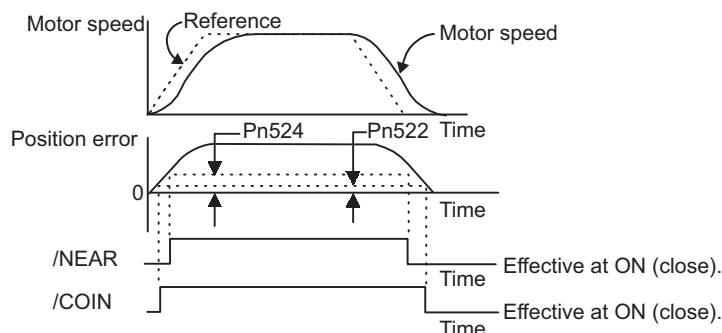 Motor speed
Reference
Motor speed
Time
Position error
Pn524
Pn522
0
Time
/NEAR
Effective at ON (close).
Time
/COIN
Effective at ON (close).
Time